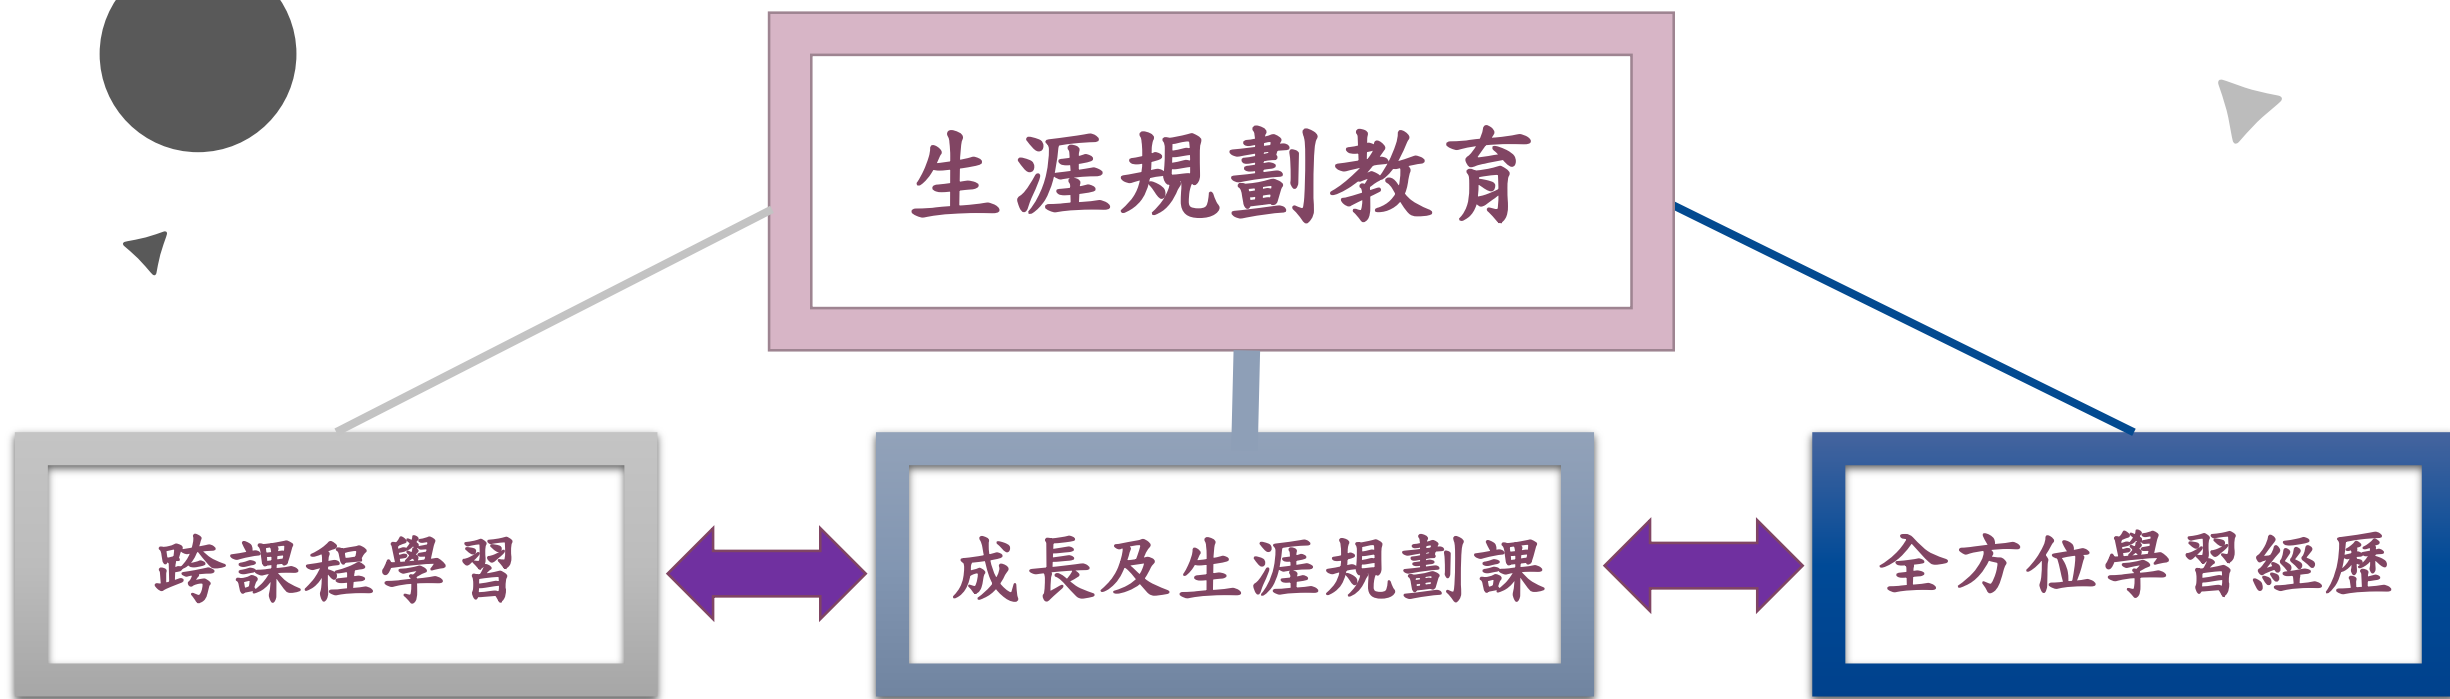 生涯規劃教育
跨課程學習
成長及生涯規劃課
全方位學習經歷